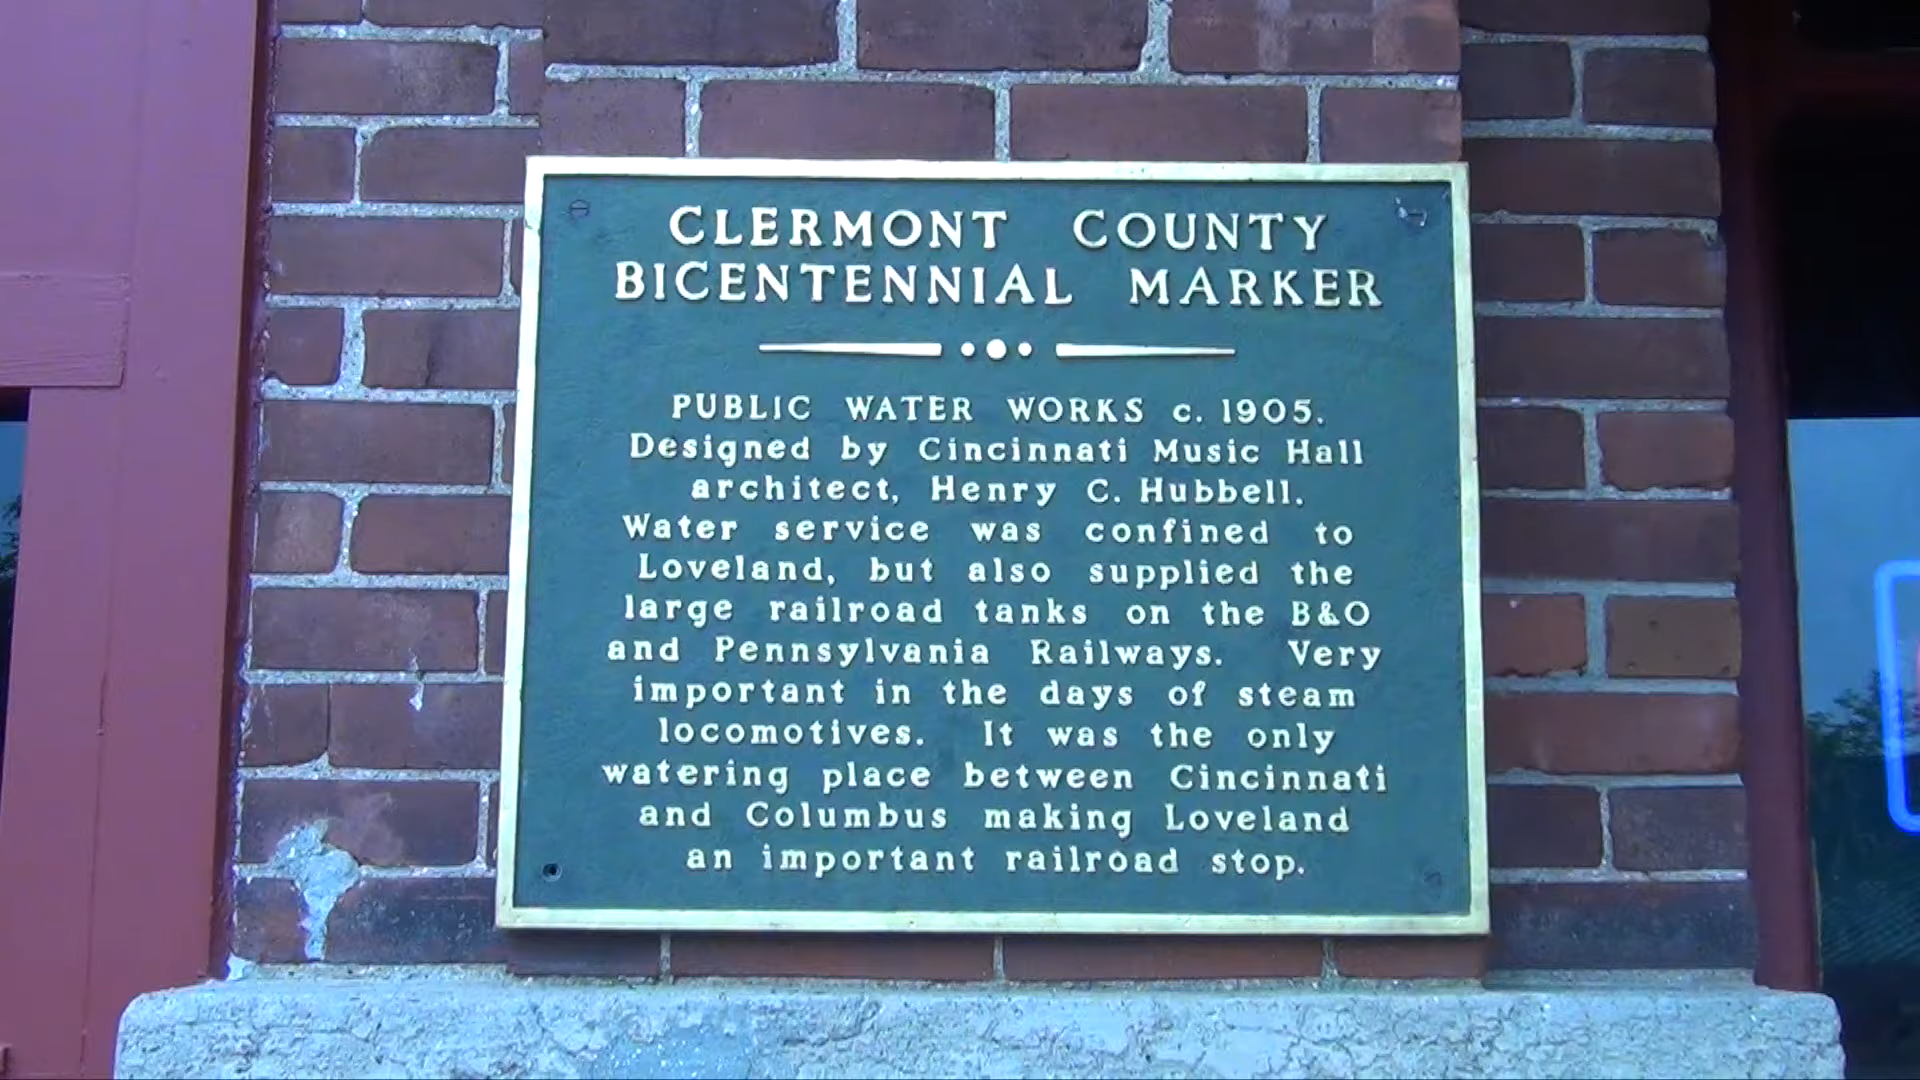 CLERMONT COUNTY
BICENTENNIAL MARKER
PUBLIC WATER WORKS c. 1905.
Designed by Cincinnati Music Hall
architect, Henry C. Hubbell.
Water service was confined to
Loveland, but also supplied the
large railroad tanks on the B&O
and Pennsylvania Railways. Very
important in the days of steam
locomotives. It was the only
watering place between Cincinnati
and Columbus making Loveland
an important railroad stop.